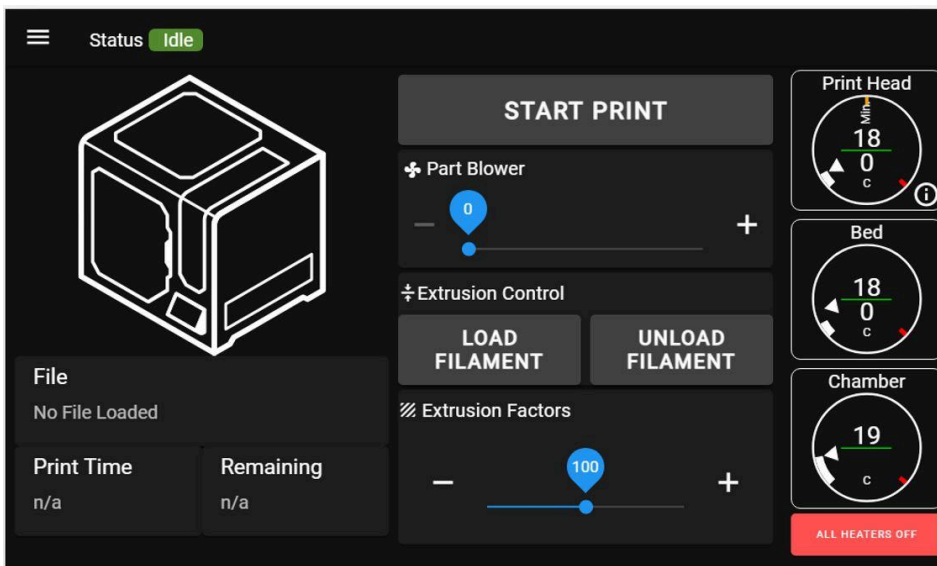 Status Idle
START PRINT
Part Blower
0
Extrusion Control
LOAD
FILAMENT
UNLOAD
FILAMENT
Extrusion Factors
100
File
No File Loaded
Print Time
n/a
Remaining
n/a
Print Head
Min
18
0
c
Bed
18
0
c
Chamber
19
c
ALL HEATERS OFF